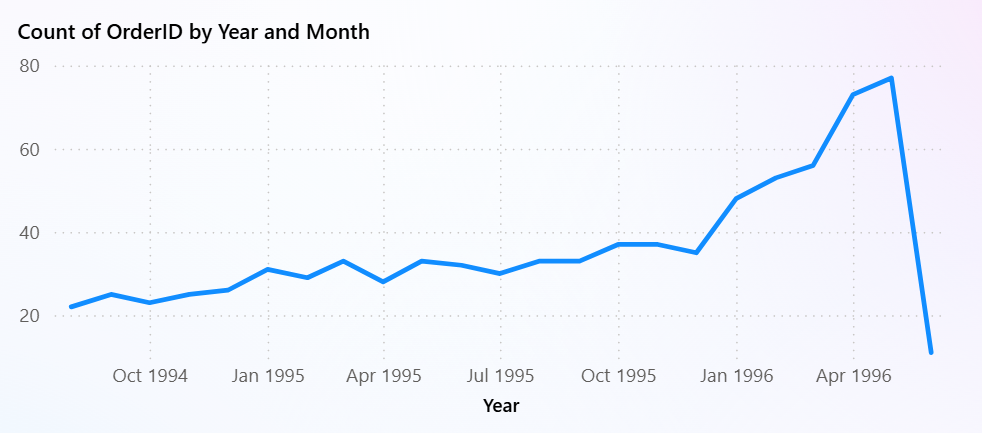 Count of OrderID by Year and Month
80
60
40
20
Oct 1994 Jan 1995 Apr 1995 Jul 1995 Oct 1995 Jan 1996 Apr 1996
Year